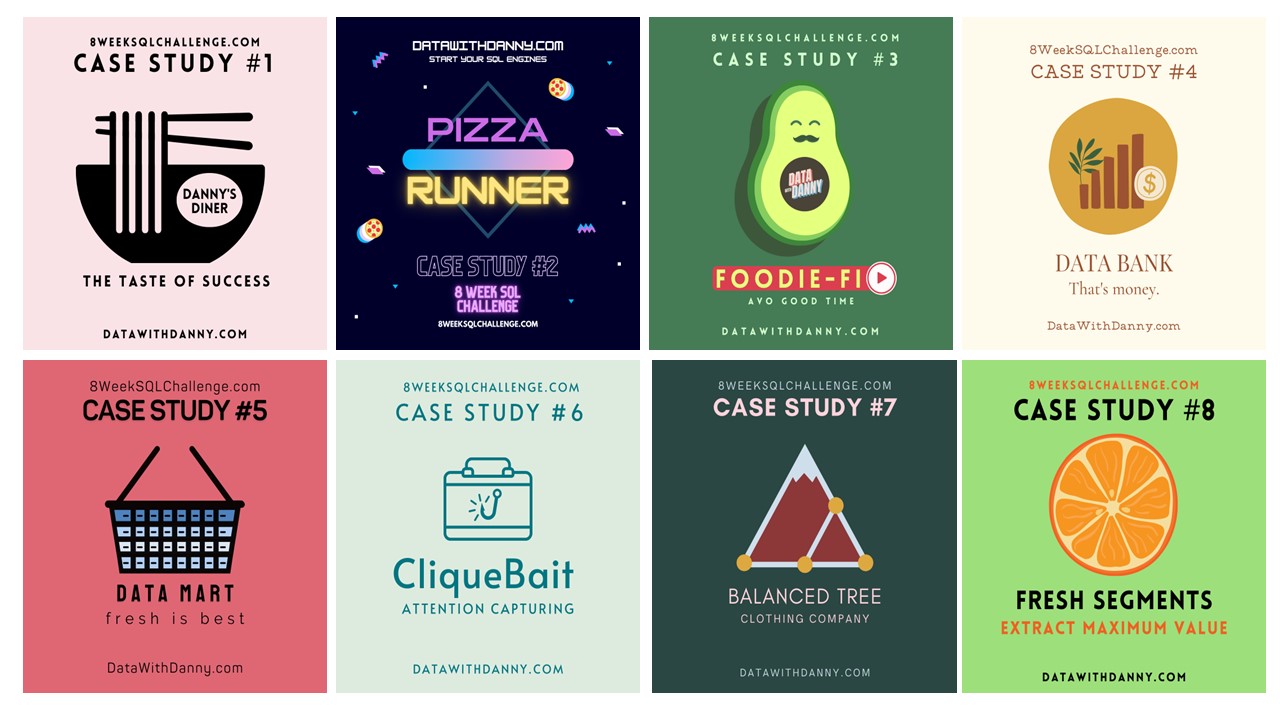 8WEEKSQLCHALLENGE.COM
CASE STUDY #1
DANNY'S
DINER
THE TASTE OF SUCCESS
DATAWITHDANNY.COM
DATAWITHDANNY.COM
START YOUR SQL ENGINES
PIZZA
RUNNER
CASE STUDY #2
8 WEEK SQL
CHALLENGE
8WEEKSQLCHALLENGE.COM
8WEEKSQLCHALLENGE.COM
CASE STUDY #3
DATA
WITH
DANNY
FOODIE-FI
AVO GOOD TIME
DATAWITHDANNY.COM
8WeekSQLChallenge.com
CASE STUDY #4
$
DATA BANK
That's money.
DataWithDanny.com
8WeekSQLChallenge.com
CASE STUDY #5
DATA MART
fresh is best
DataWithDanny.com
8WEEKSQLCHALLENGE.COM
CASE STUDY #6
CliqueBait
ATTENTION CAPTURING
DATAWITHDANNY.COM
8WEEKSQLCHALLENGE.COM
CASE STUDY #7
BALANCED TREE
CLOTHING COMPANY
DATAWITHDANNY.COM
8WEEKSQLCHALLENGE.COM
CASE STUDY #8
FRESH SEGMENTS
EXTRACT MAXIMUM VALUE
DATAWITHDANNY.COM